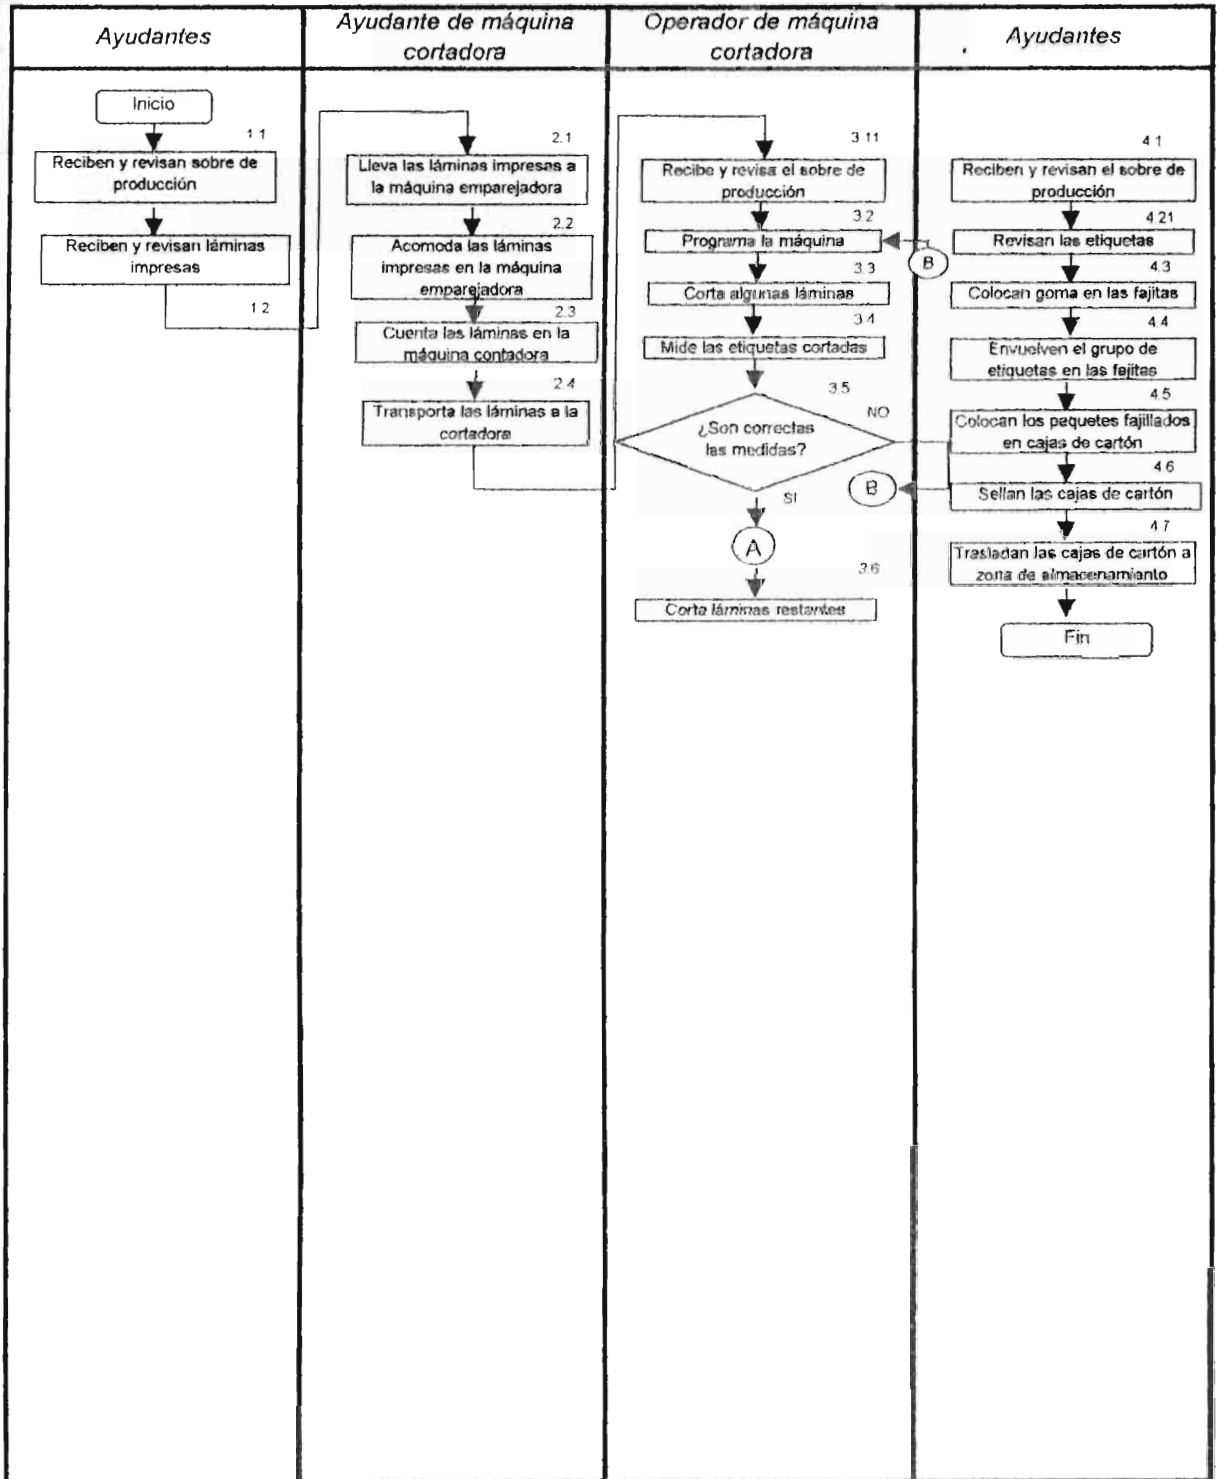 Ayudantes
Ayudante de máquina
cortadora
Operador de máquina
cortadora
Ayudantes
Inicio
1 1
Reciben y revisan sobre de
producción
Reciben y revisan láminas
impresas
1 2
2.1
Lleva las láminas impresas a
la máquina emparejadora
2.2
Acomoda las láminas
impresas en la máquina
emparejadora
2.3
Cuenta las láminas en la
máquina contadora
2.4
Transporta las láminas a la
cortadora
3 11
Recibe y revisa el sobre de
producción
3.2
Programa la máquina
B
3.3
Corta algunas láminas
3 4
Mide las etiquetas cortadas
3.5
NO
¿Son correctas
las medidas?
B
SI
A
3.6
Corta láminas restantes
4 1
Reciben y revisan el sobre de
producción
4.21
Revisan las etiquetas
4.3
Colocan goma en las fajitas
4.4
Envuelven el grupo de
etiquetas en las fajitas
4.5
Colocan los paquetes fajillados
en cajas de cartón
4.6
Sellan las cajas de cartón
4.7
Trasladan las cajas de cartón a
zona de almacenamiento
Fin